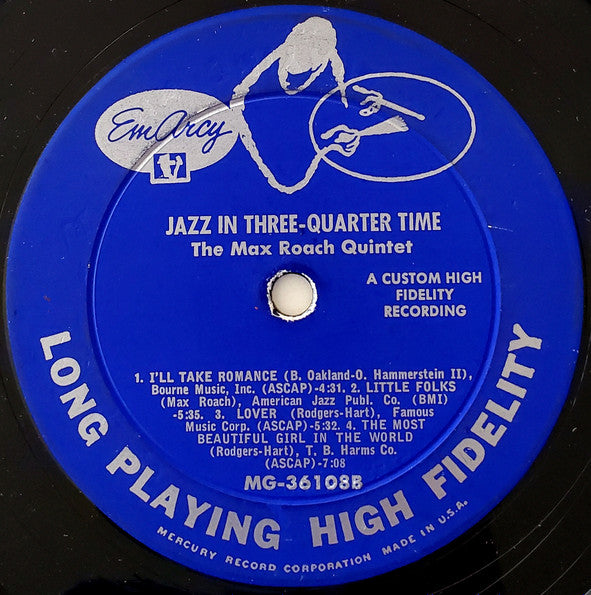 EmArcy
JAZZ IN THREE-QUARTER TIME
The Max Roach Quintet
A CUSTOM HIGH
FIDELITY
RECORDING
1. I'LL TAKE ROMANCE (B. Oakland-O. Hammerstein II),
Bourne Music, Inc. (ASCAP)-4:31. 2. LITTLE FOLKS
(Max Roach), American Jazz Publ. Co. (BMI)
-5:35. 3. LOVER (Rodgers-Hart), Famous
Music Corp. (ASCAP)-5:32. 4. THE MOST
BEAUTIFUL GIRL IN THE WORLD
(Rodgers-Hart), T. B. Harms Co.
(ASCAP)-7:08
MG-36108B
LONG PLAYING HIGH FIDELITY
MERCURY RECORD CORPORATION MADE IN U.S.A.